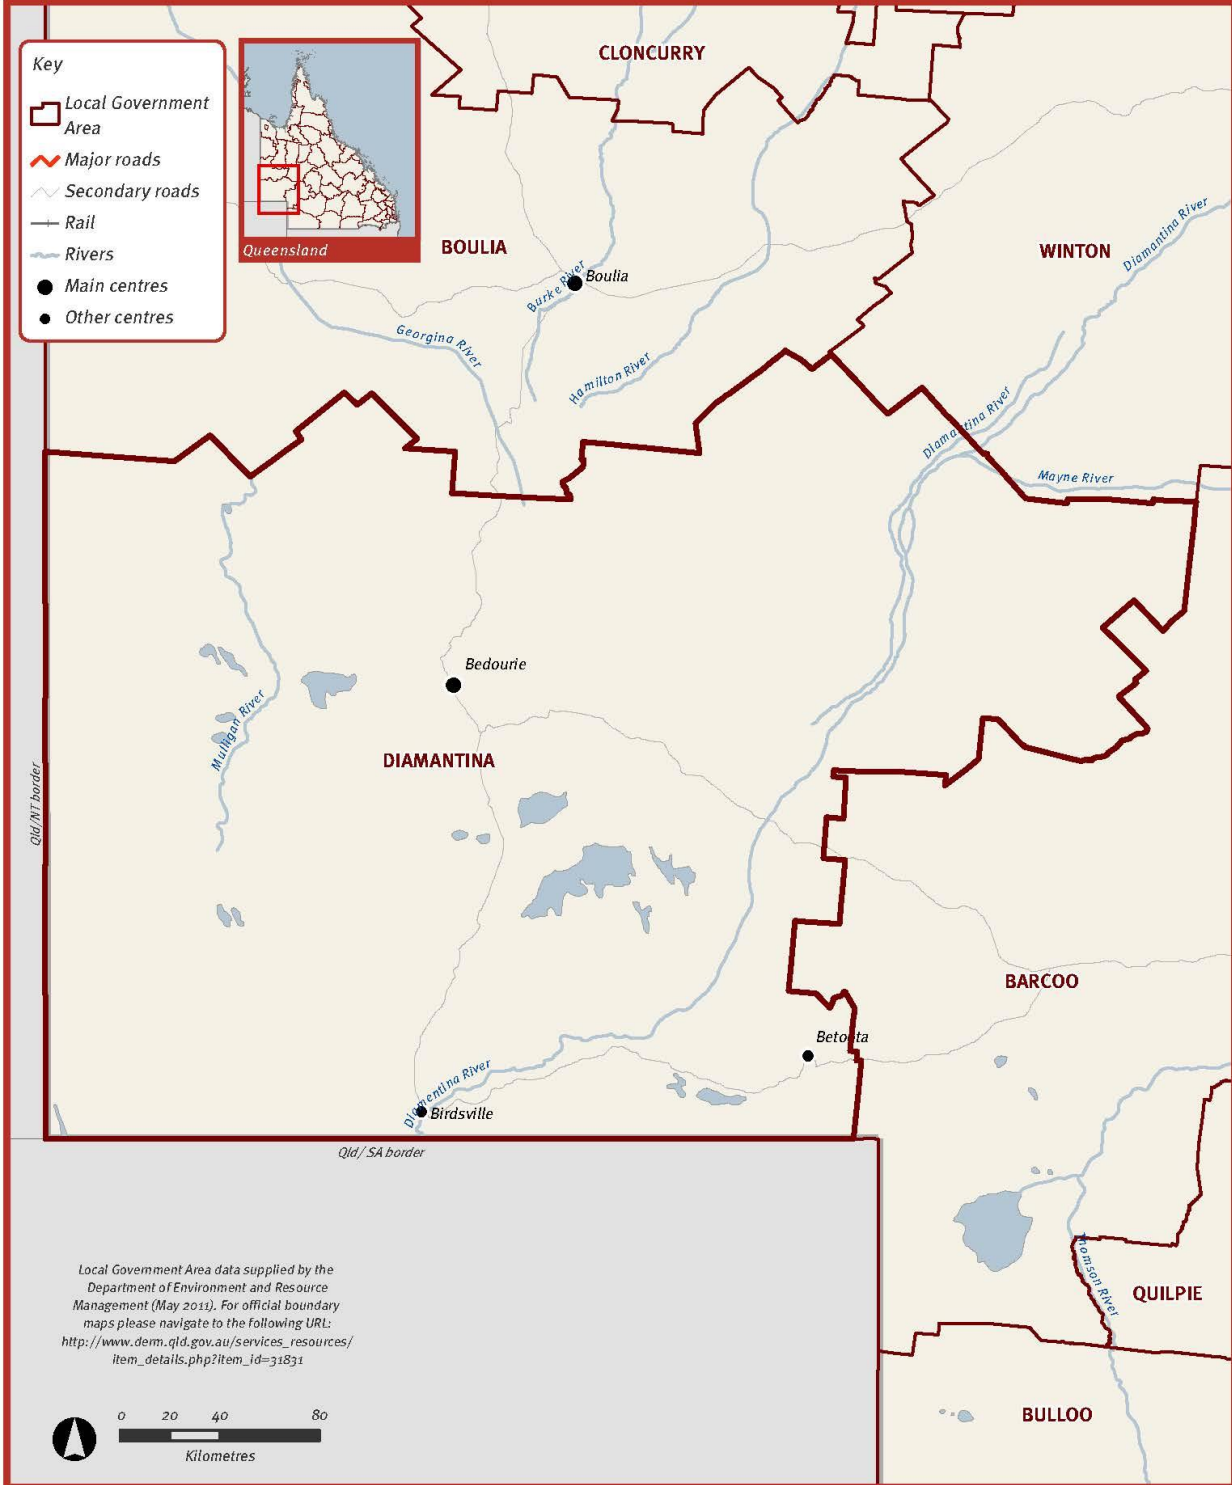 Key
Local Government
Area
Major roads
Secondary roads
Rail
Rivers
Main centres
Other centres
Queensland
CLONCURRY
BOULIA
WINTON
Diamantina River
Burke River
Boulia
Georgina River
Hamilton River
Diamantina River
Mayne River
Bedourie
Mulligan River
DIAMANTINA
Qld/NT border
BARCOO
Betoota
Diamentina River
Birdsville
Qld/ SA border
Thomson River
QUILPIE
BULLOO
Local Government Area data supplied by the
Department of Environment and Resource
Management (May 2011). For official boundary
maps please navigate to the following URL:
http://www.derm.qld.gov.au/services_resources/
item_details.php?item_id=31831
0 20 40 80
Kilometres